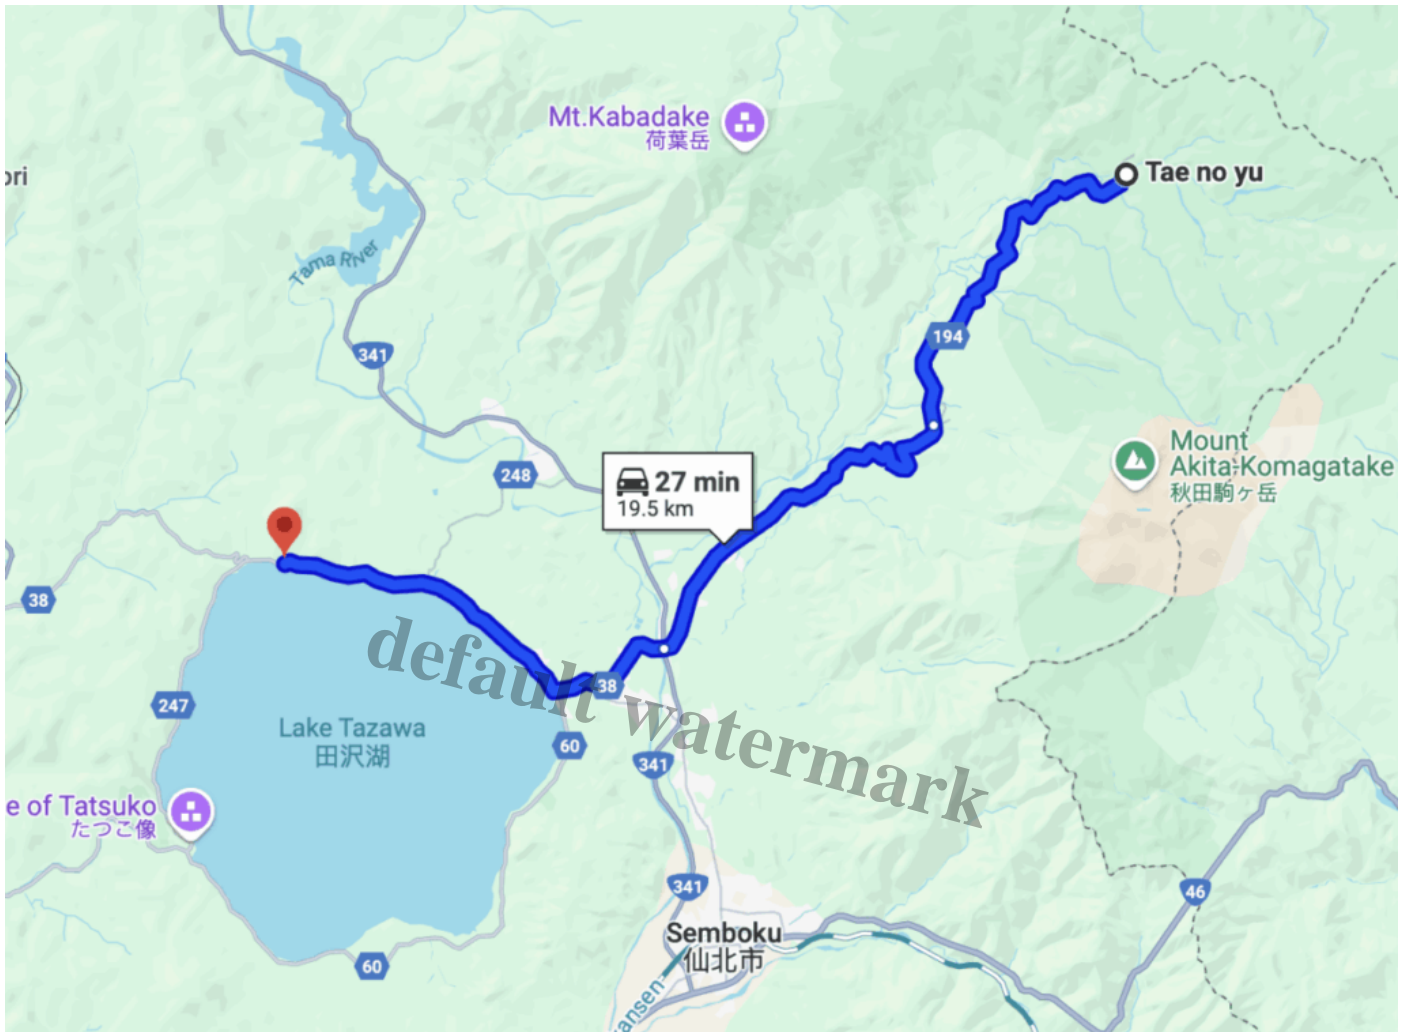 Mt.Kabadake
荷葉岳
Tae no yu
ori
Tama River
341
194
Mount
Akita-Komagatake
秋田駒ヶ岳
248
27 min
19.5 km
38
38
247
Lake Tazawa
田沢湖
60
341
e of Tatsuko
たつこ像
default watermark
341
46
Semboku
仙北市
60
ansen